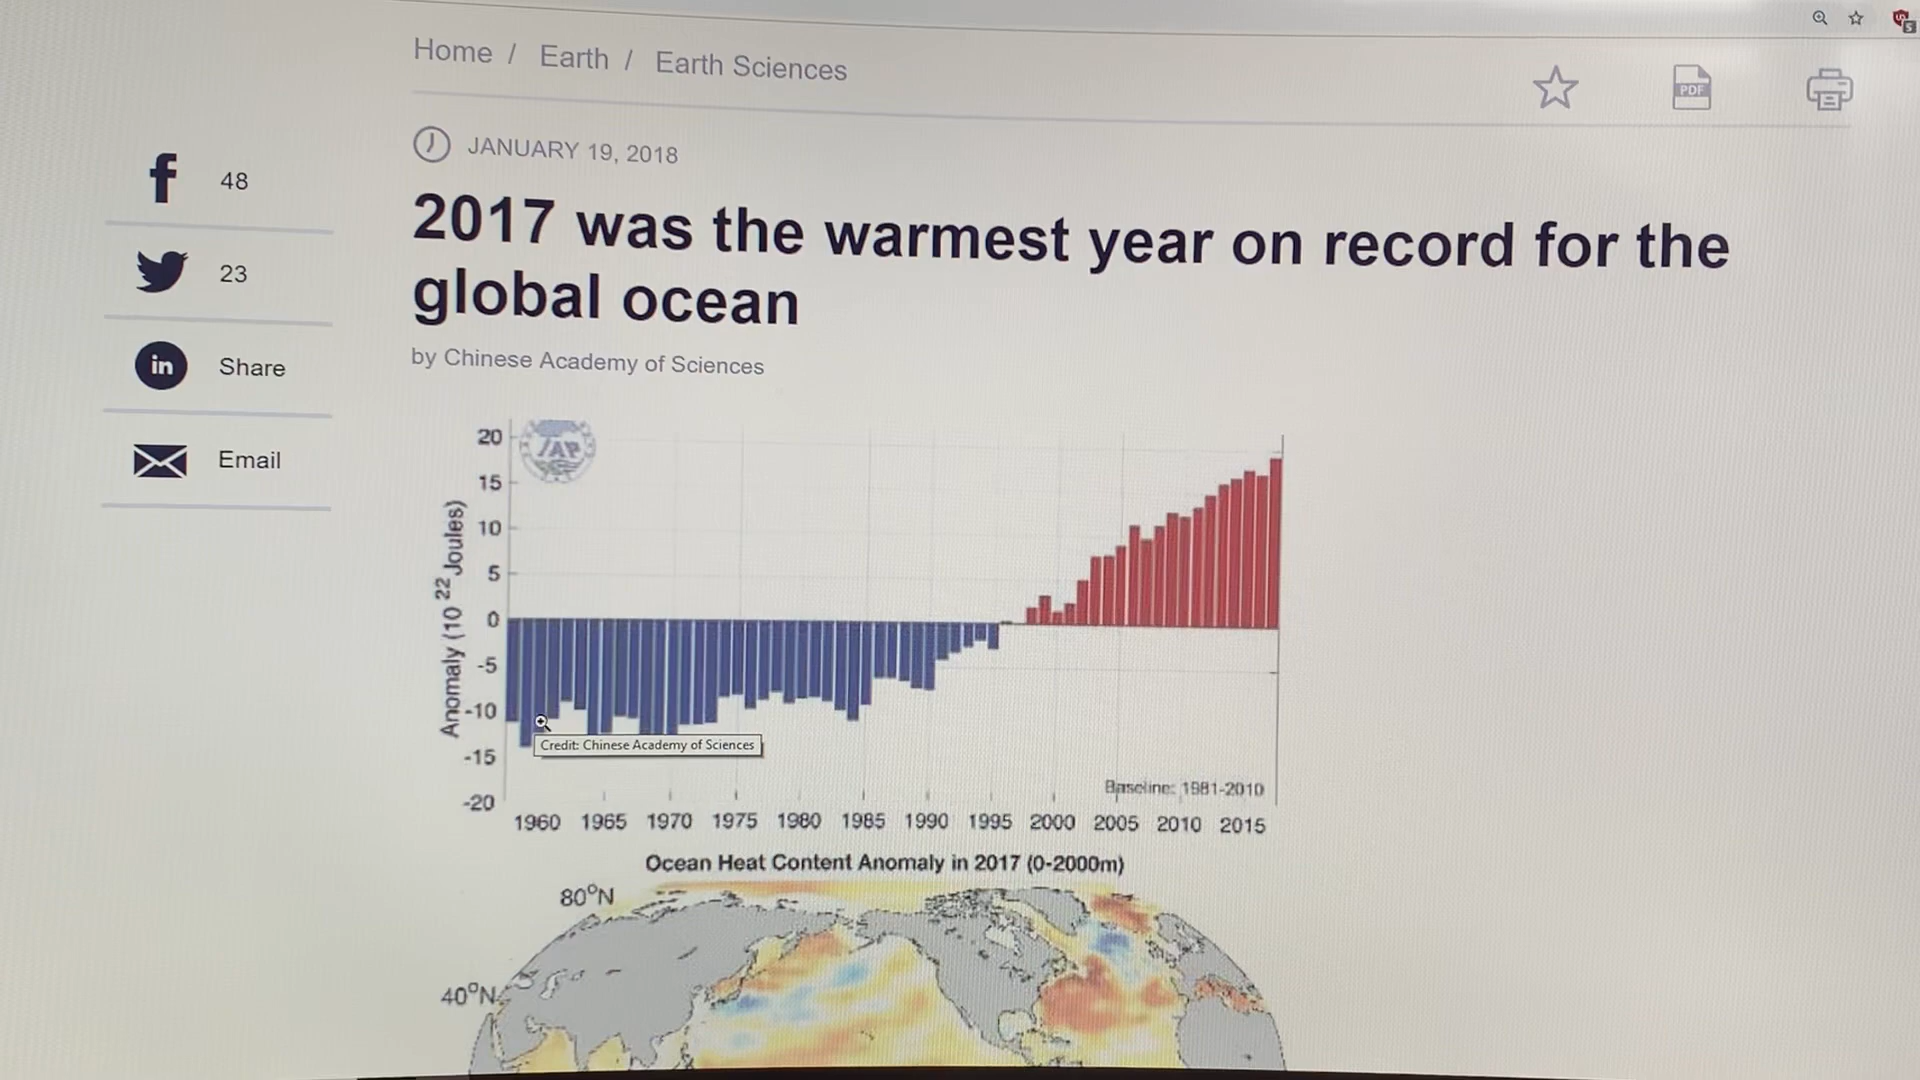 Home / Earth / Earth Sciences
PDF
JANUARY 19, 2018
48
2017 was the warmest year on record for the
global ocean
23
by Chinese Academy of Sciences
in Share
Email
IAP
20
15
10
5
0
-5
-10
-15
-20
Anomaly (10 22 Joules)
Credit: Chinese Academy of Sciences
Baseline: 1981-2010
1960 1965 1970 1975 1980 1985 1990 1995 2000 2005 2010 2015
Ocean Heat Content Anomaly in 2017 (0-2000m)
80°N
40°N